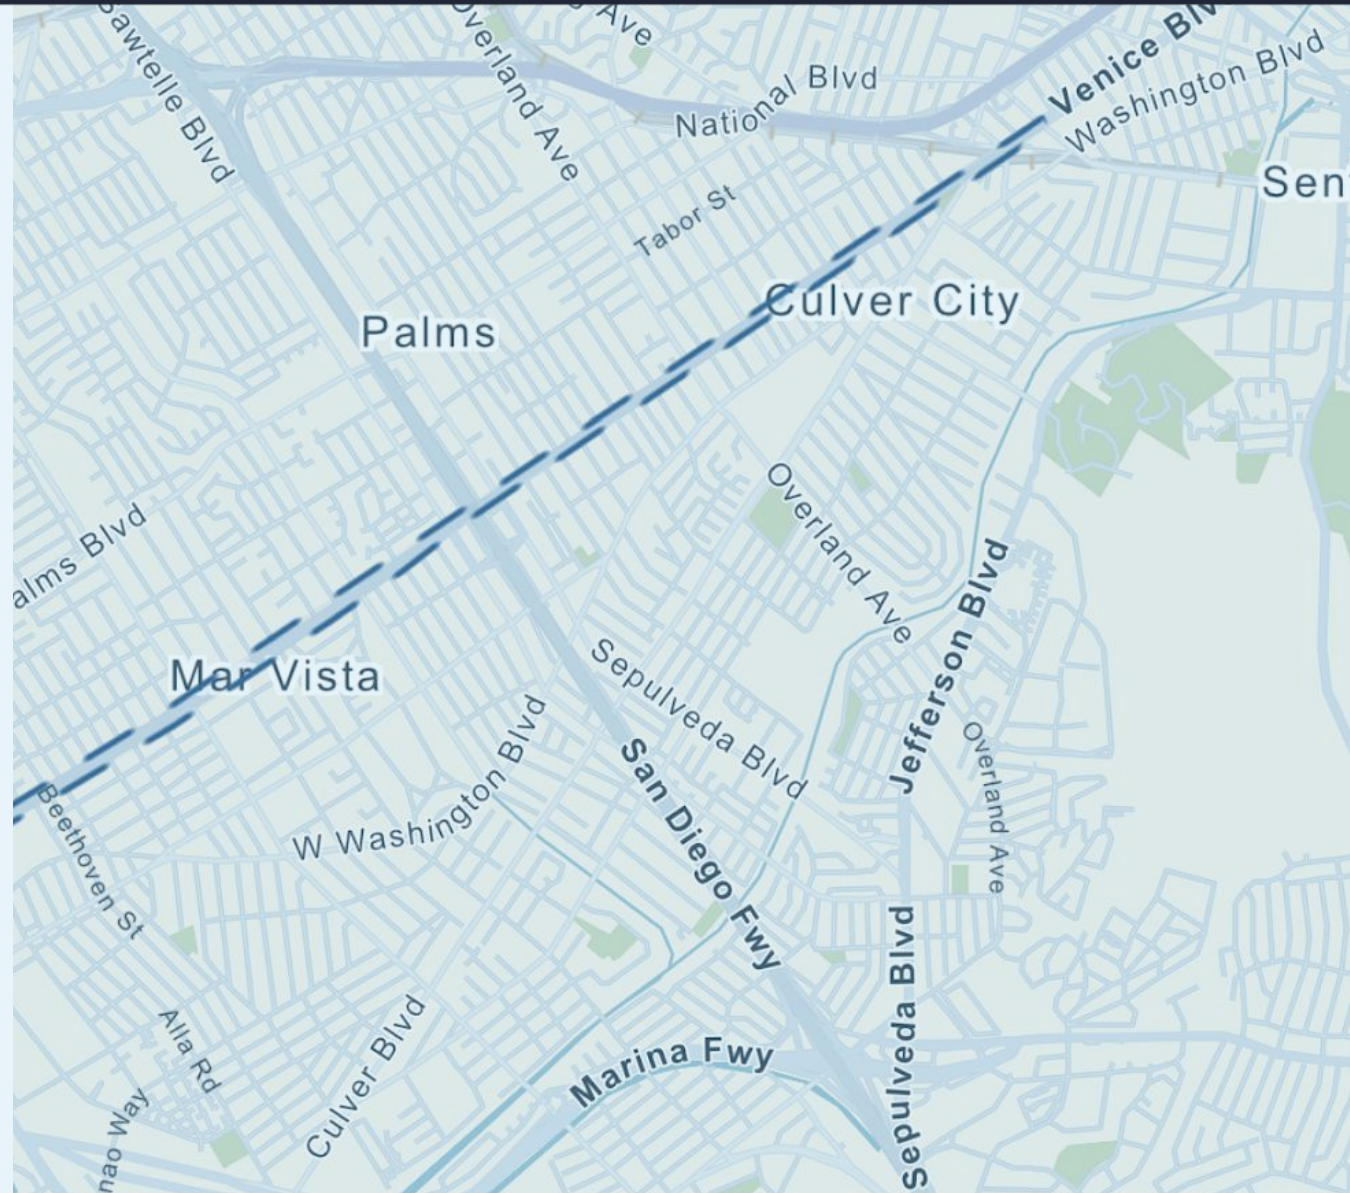 Sawtelle Blvd
Overland Ave
Ave
National Blvd
Venice Blv
Washington Blvd
Tabor St
Sen
Culver City
Palms
alms Blvd
Overland Ave
Jefferson Blvd
Mar Vista
Sepulveda Blvd
W Washington Blvd
San Diego Fwy
Overland Ave
Beethoven St
Sepulveda Blvd
Alla Rd
Culver Blvd
Marina Fwy
nao Way